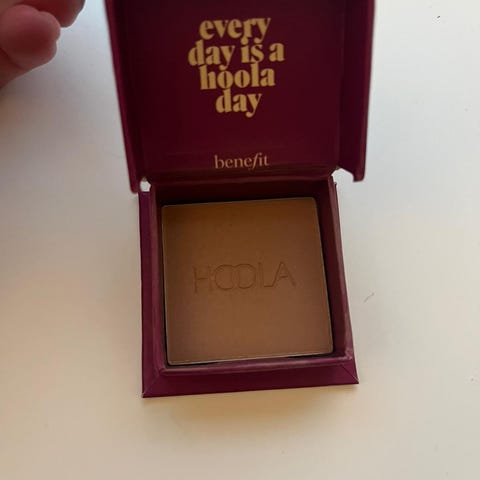 every
day is a
hoola
day
benefit
HOOLA